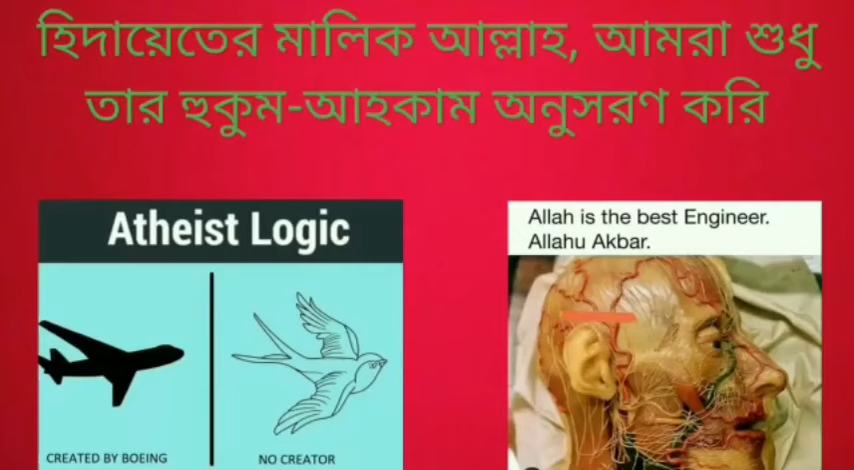 হিদায়েতের মালিক আল্লাহ, আমরা শুধু
তার হুকুম-আহকাম অনুসরণ করি
Atheist Logic
CREATED BY BOEING
NO CREATOR
Allah is the best Engineer.
Allahu Akbar.